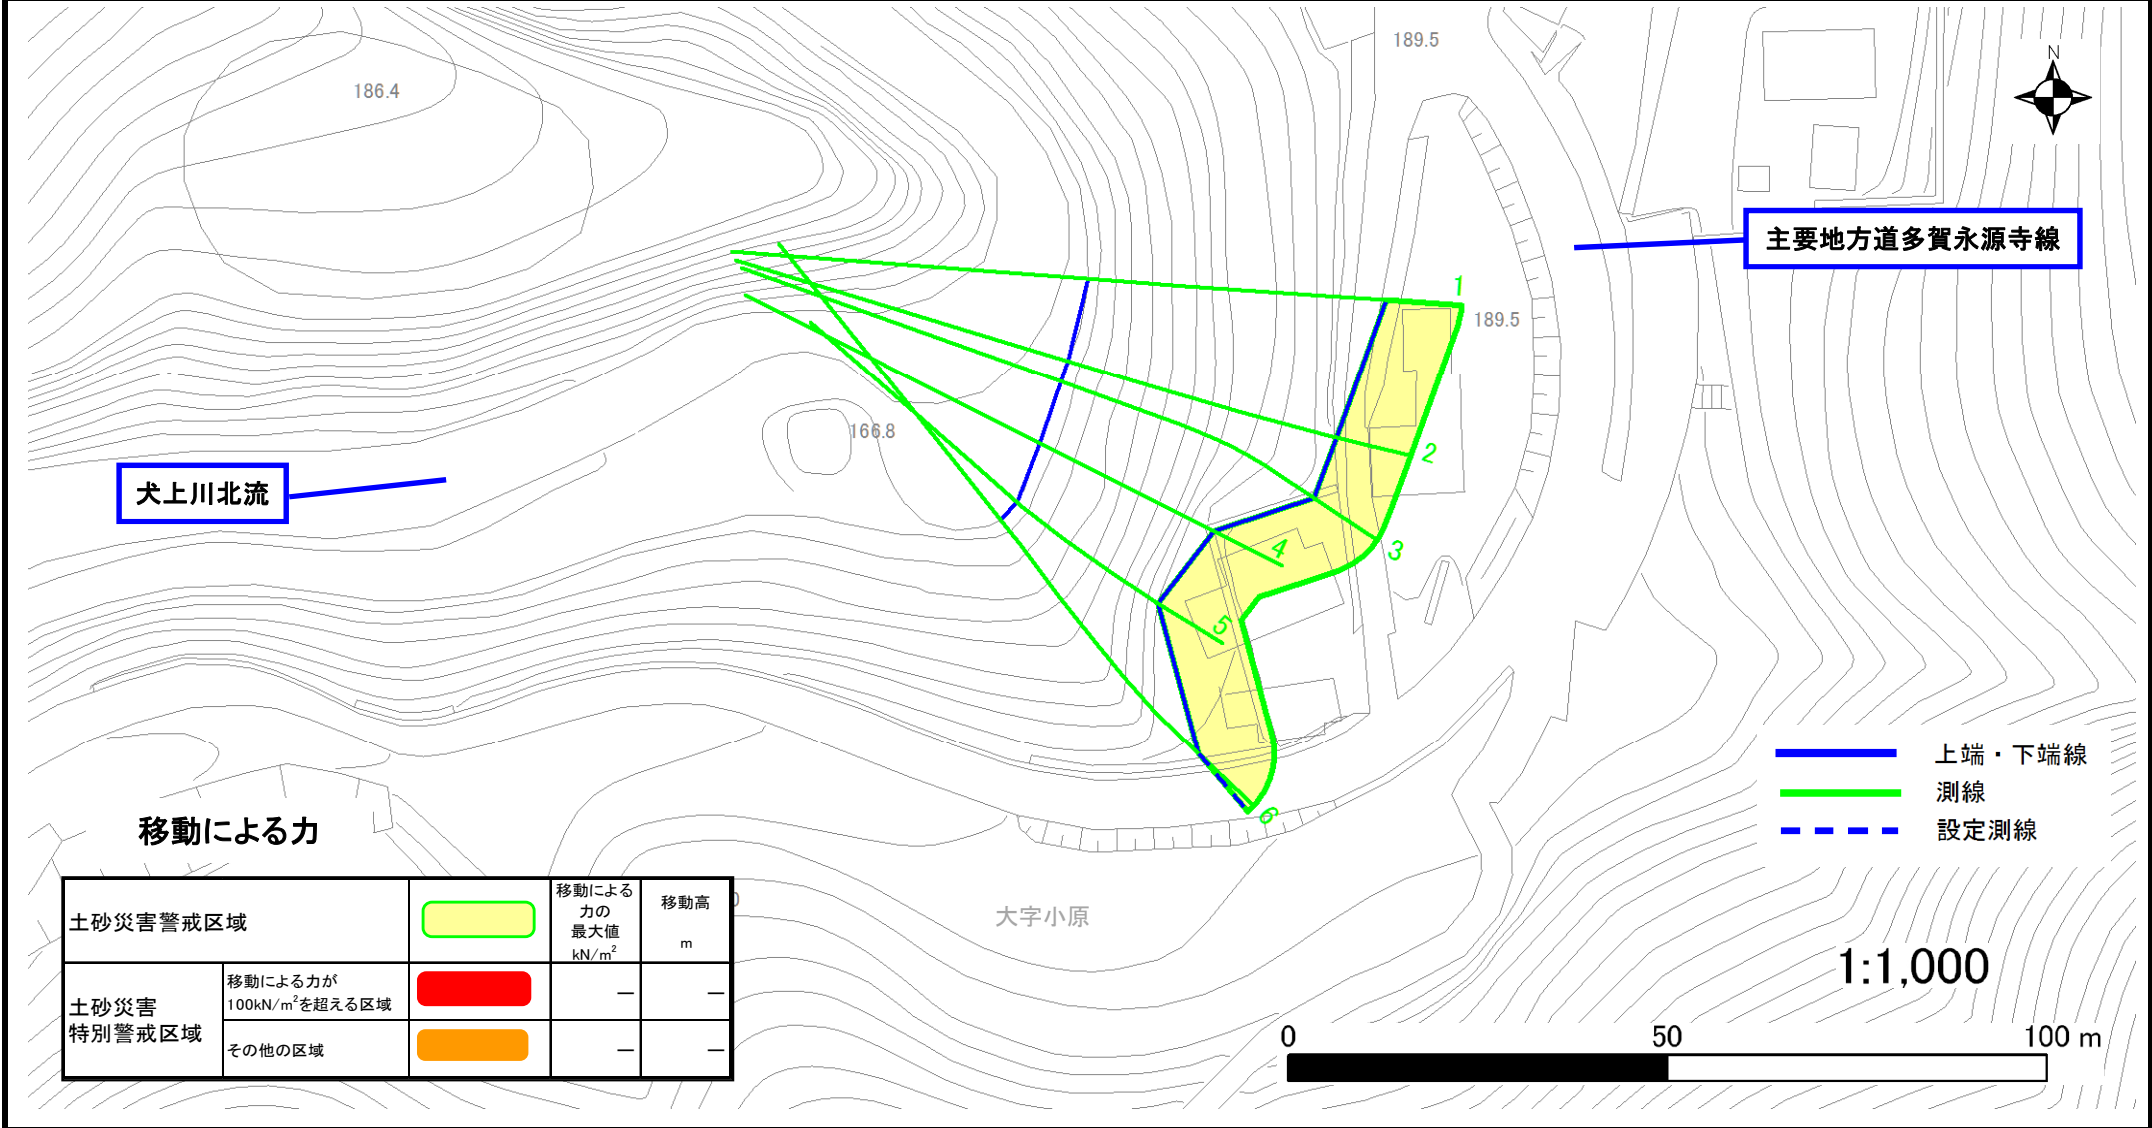 189.5
186.4
N
主要地方道多賀永源寺線
1
189.5
166.8
2
犬上川北流
3
4
5
6
上端・下端線
測線
設定測線
移動による力
土砂災害警戒区域
移動による
力の
最大値
kN/m²
移動高
m
土砂災害
特別警戒区域
移動による力が
100kN/m²を超える区域
－
－
その他の区域
－
－
大字小原
1:1,000
0
50
100 m